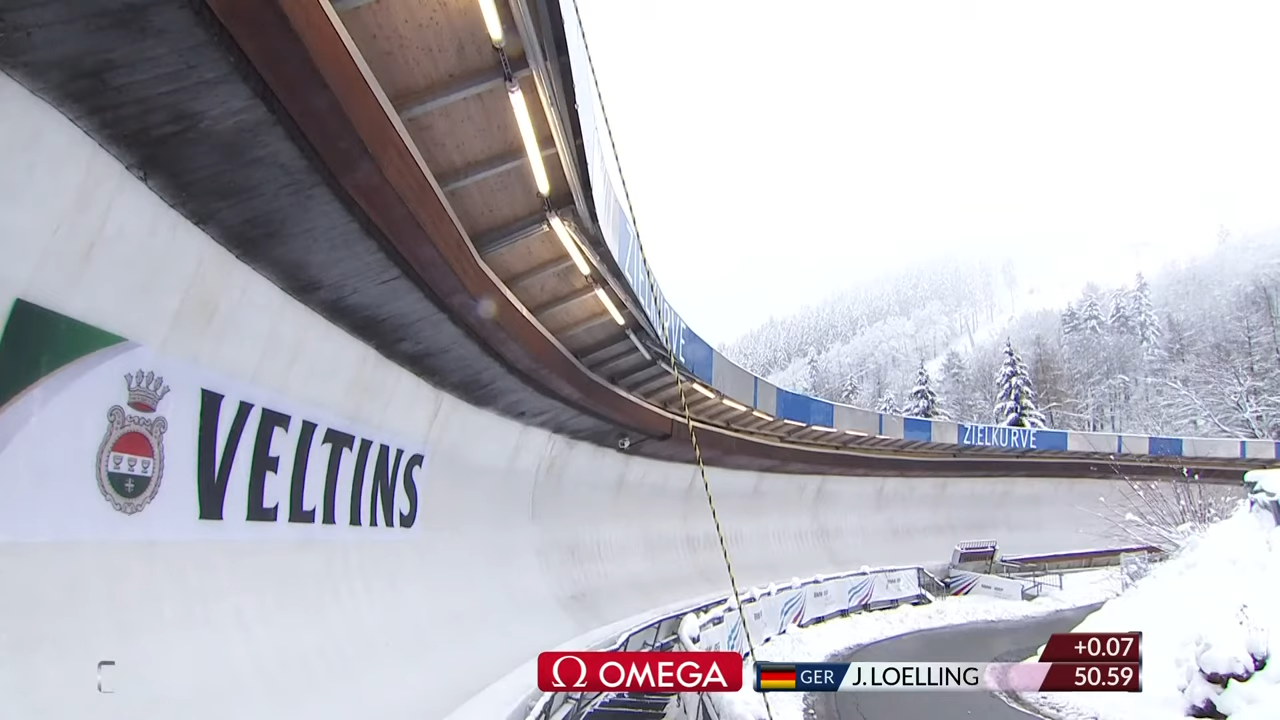 ZIELKURVE
ZIELKURVE
VELTINS
Ω OMEGA
GER J.LOELLING
+0.07
50.59